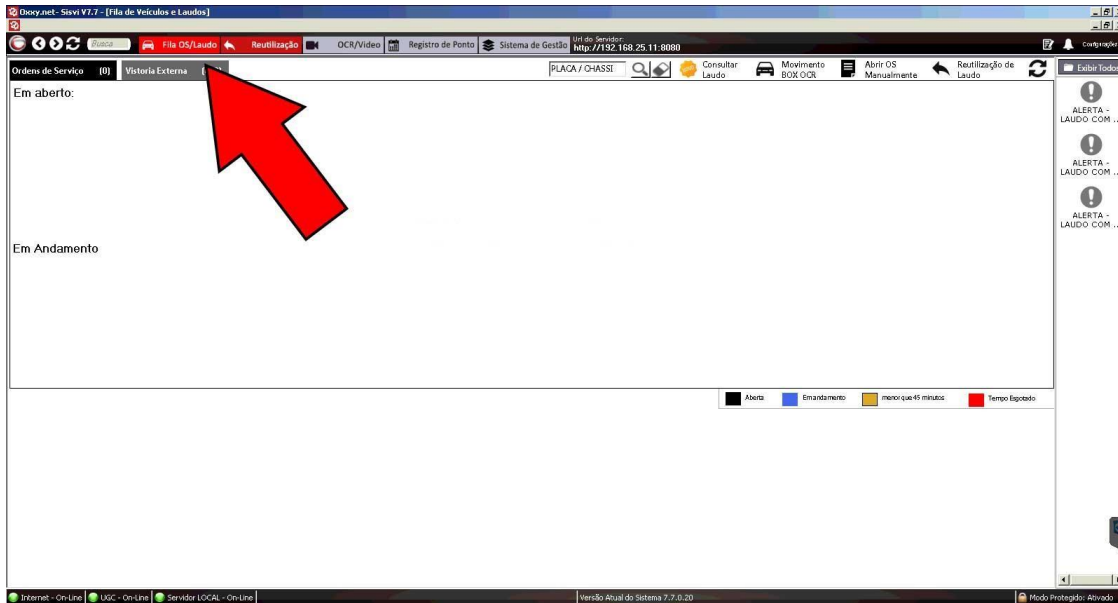 Oxxy.net- Sisvi V7.7 - [Fila de Veículos e Laudos]
Busca
Fila OS/Laudo
Reutilização
OCR/Video
Registro de Ponto
Sistema de Gestão
Url do Servidor:
http://192.168.25.11:8080
Configurações
Ordens de Serviço (0)
Vistoria Externa
PLACA / CHASSI
Consultar
Laudo
Movimento
BOX OCR
Abrir OS
Manualmente
Reutilização de
Laudo
Exibir Todos
Em aberto:
ALERTA -
LAUDO COM ...
ALERTA -
LAUDO COM ...
ALERTA -
LAUDO COM ...
Em Andamento
Aberta
Em andamento
menor que 45 minutos
Tempo Esgotado
Internet - On-Line
UGC - On-Line
Servidor LOCAL - On-Line
Versão Atual do Sistema 7.7.0.20
Modo Protegido: Ativado